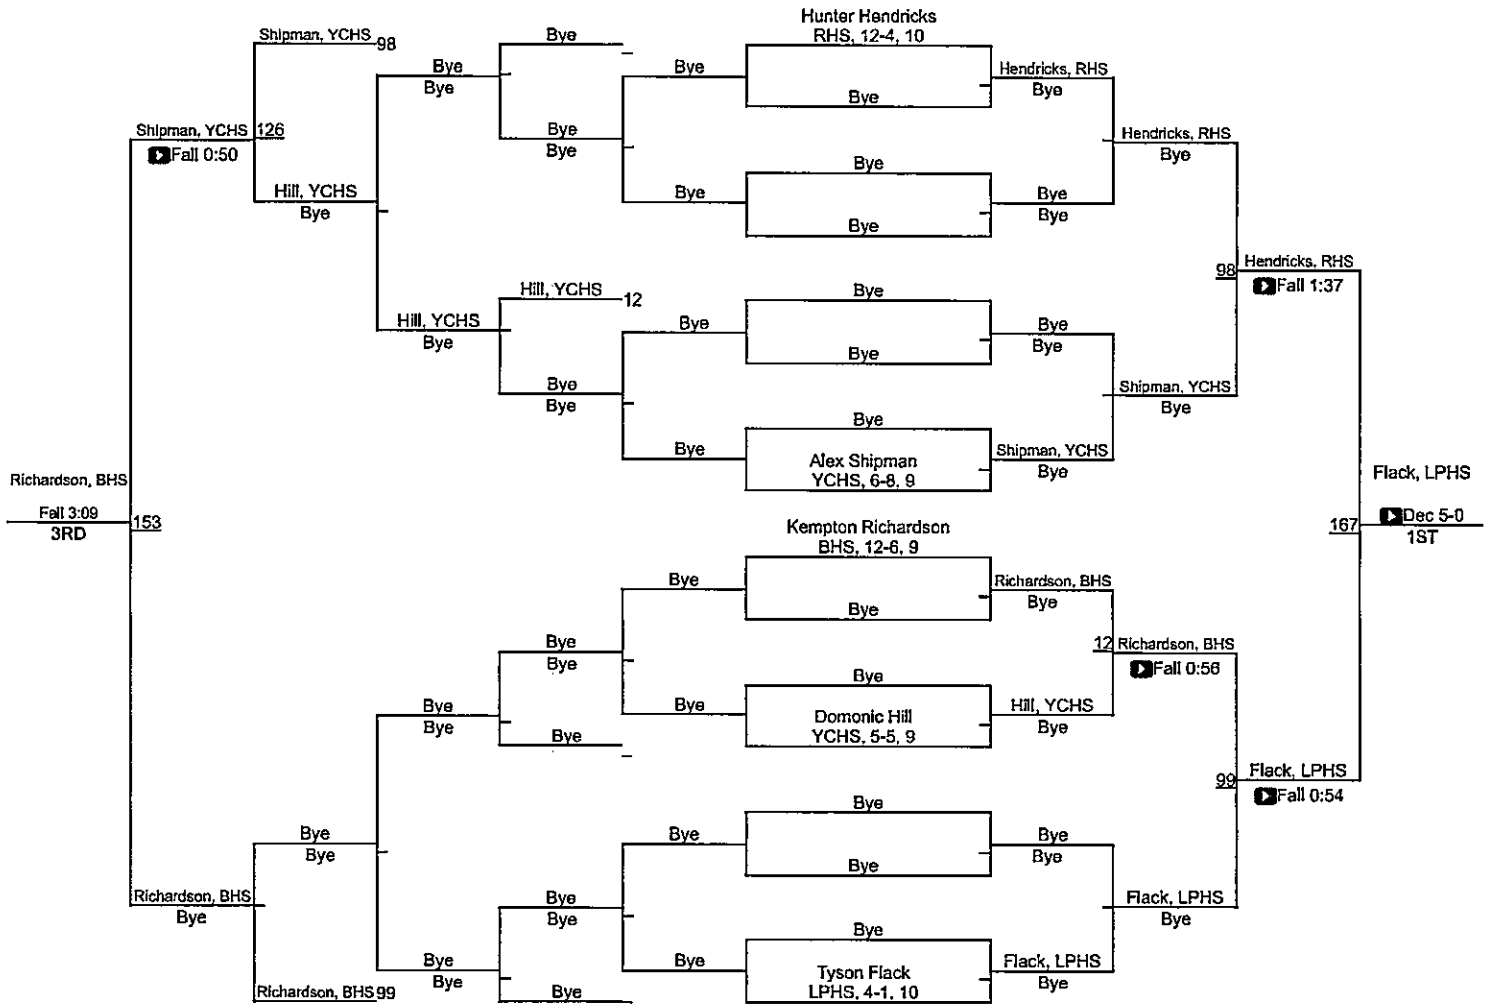 Hunter Hendricks
RHS, 12-4, 10
Bye
Shipman, YCHS 98
Bye
Bye
Bye
Hendricks, RHS
Bye
Bye
Bye
Shipman, YCHS 126
Fall 0:50
Bye
Bye
Hendricks, RHS
Bye
Bye
Hill, YCHS
Bye
Bye
Bye
Bye
Bye
98 Hendricks, RHS
Fall 1:37
Hill, YCHS 12
Bye
Hill, YCHS
Bye
Bye
Bye
Bye
Bye
Bye
Bye
Shipman, YCHS
Bye
Bye
Bye
Alex Shipman
YCHS, 6-8, 9
Shipman, YCHS
Bye
Richardson, BHS
Fall 3:09
3RD
153
Flack, LPHS
167
Dec 5-0
1ST
Kempton Richardson
BHS, 12-6, 9
Bye
Bye
Richardson, BHS
Bye
Bye
Bye
12 Richardson, BHS
Fall 0:56
Bye
Bye
Bye
Bye
Domonic Hill
YCHS, 5-5, 9
Hill, YCHS
Bye
Bye
99 Flack, LPHS
Fall 0:54
Bye
Bye
Bye
Bye
Bye
Bye
Bye
Richardson, BHS
Bye
Bye
Bye
Flack, LPHS
Bye
Bye
Bye
Bye
Bye
Tyson Flack
LPHS, 4-1, 10
Flack, LPHS
Bye
Richardson, BHS 99
Bye